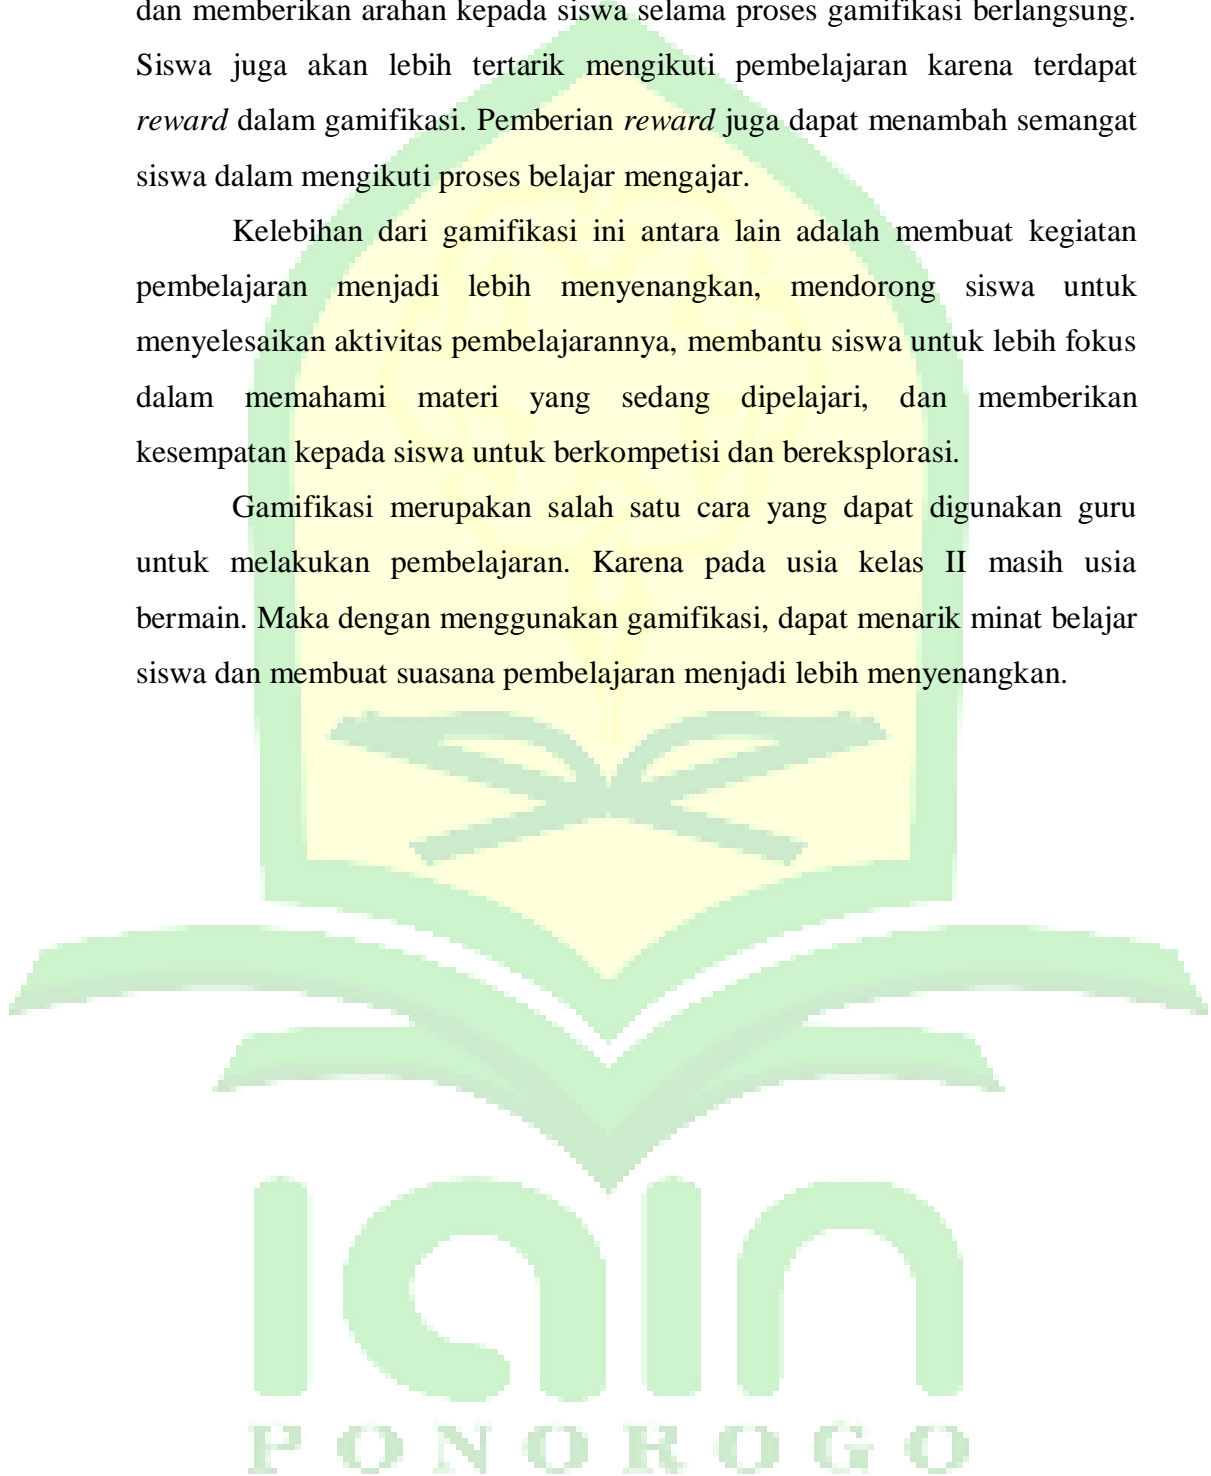 dan memberikan arahan kepada siswa selama proses gamifikasi berlangsung.
Siswa juga akan lebih tertarik mengikuti pembelajaran karena terdapat
reward dalam gamifikasi. Pemberian reward juga dapat menambah semangat
siswa dalam mengikuti proses belajar mengajar.
Kelebihan dari gamifikasi ini antara lain adalah membuat kegiatan
pembelajaran menjadi lebih menyenangkan, mendorong siswa untuk
menyelesaikan aktivitas pembelajarannya, membantu siswa untuk lebih fokus
dalam memahami materi yang sedang dipelajari, dan memberikan
kesempatan kepada siswa untuk berkompetisi dan bereksplorasi.
Gamifikasi merupakan salah satu cara yang dapat digunakan guru
untuk melakukan pembelajaran. Karena pada usia kelas II masih usia
bermain. Maka dengan menggunakan gamifikasi, dapat menarik minat belajar
siswa dan membuat suasana pembelajaran menjadi lebih menyenangkan.
iain
PONOROGO